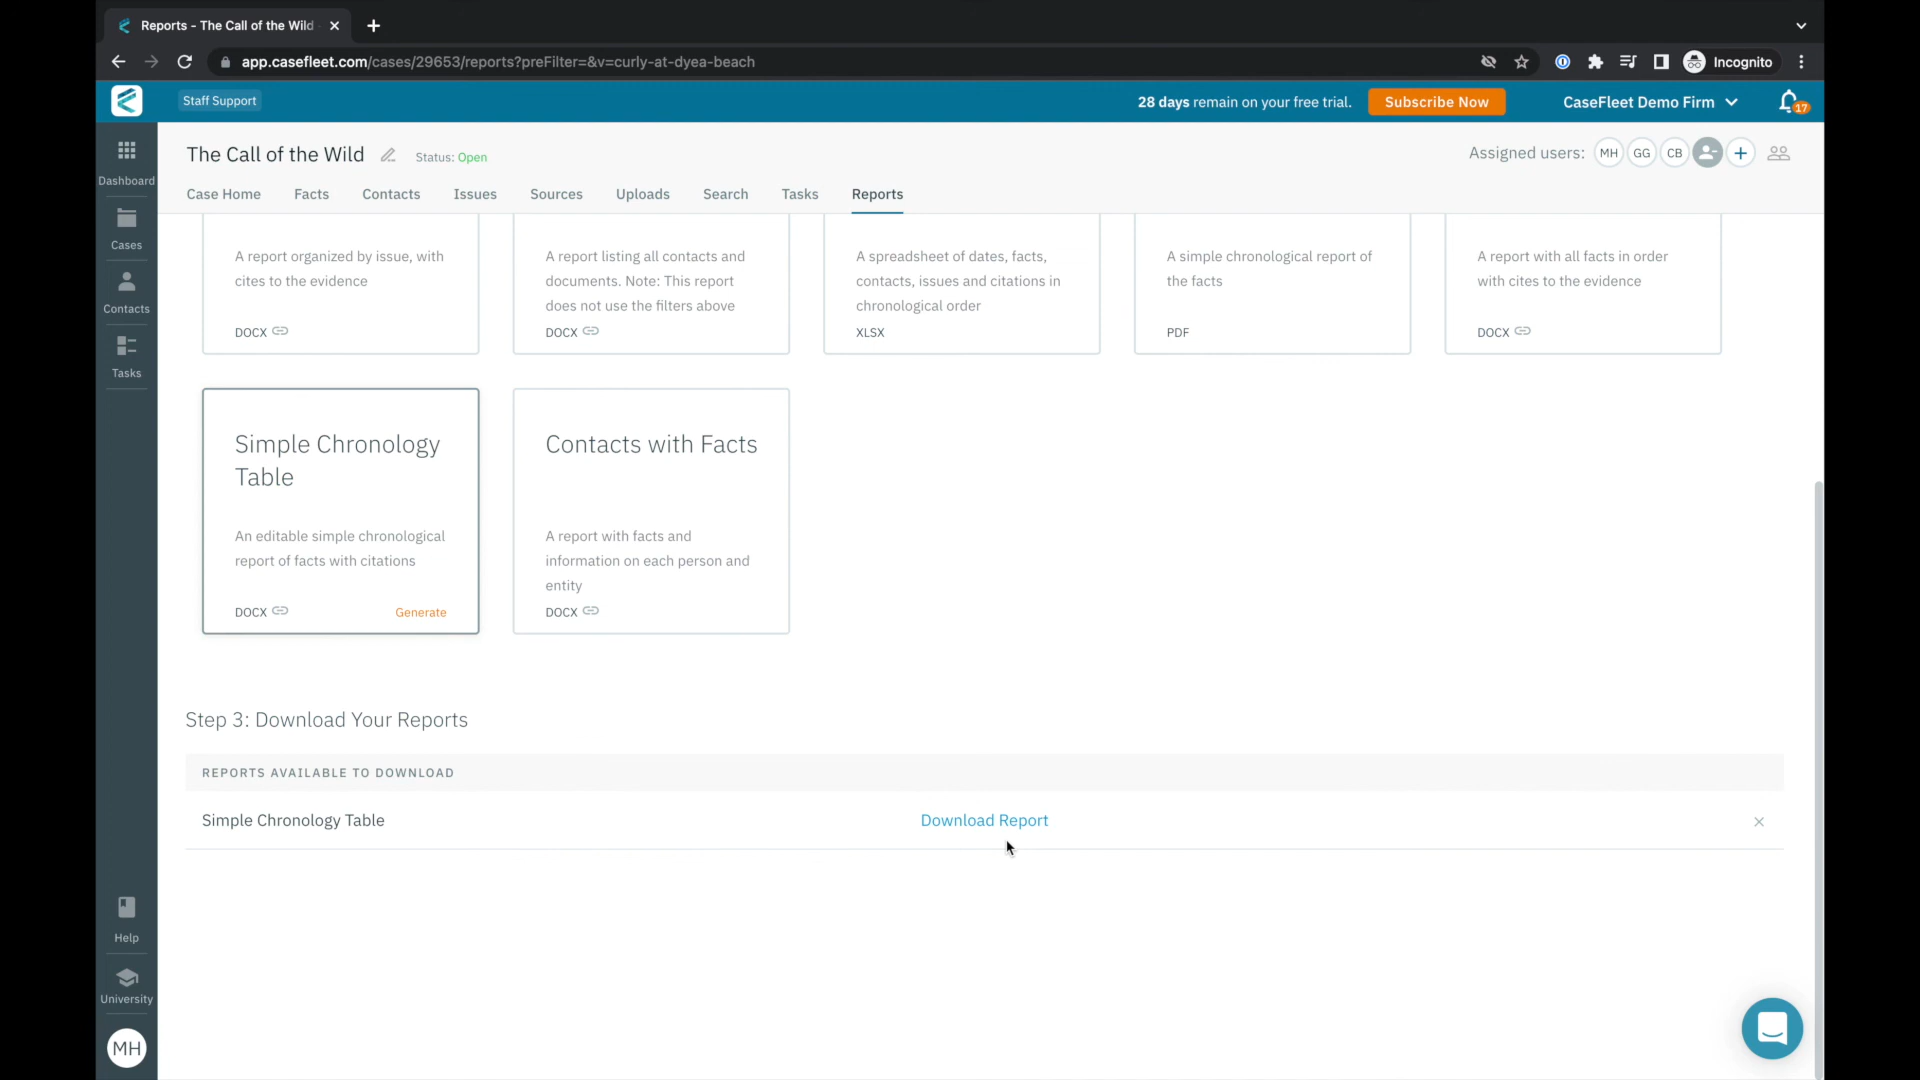 Reports - The Call of the Wild
app.casefleet.com/cases/29653/reports?preFilter=&v=curly-at-dyea-beach
Incognito
Staff Support
28 days remain on your free trial.
Subscribe Now
CaseFleet Demo Firm
17
Dashboard
Cases
Contacts
Tasks
Help
University
MH
The Call of the Wild
Status: Open
Assigned users:
MH
GG
CB
Case Home
Facts
Contacts
Issues
Sources
Uploads
Search
Tasks
Reports
A report organized by issue, with
cites to the evidence
DOCX
A report listing all contacts and
documents. Note: This report
does not use the filters above
DOCX
A spreadsheet of dates, facts,
contacts, issues and citations in
chronological order
XLSX
A simple chronological report of
the facts
PDF
A report with all facts in order
with cites to the evidence
DOCX
Simple Chronology
Table
An editable simple chronological
report of facts with citations
DOCX
Generate
Contacts with Facts
A report with facts and
information on each person and
entity
DOCX
Step 3: Download Your Reports
REPORTS AVAILABLE TO DOWNLOAD
Simple Chronology Table
Download Report